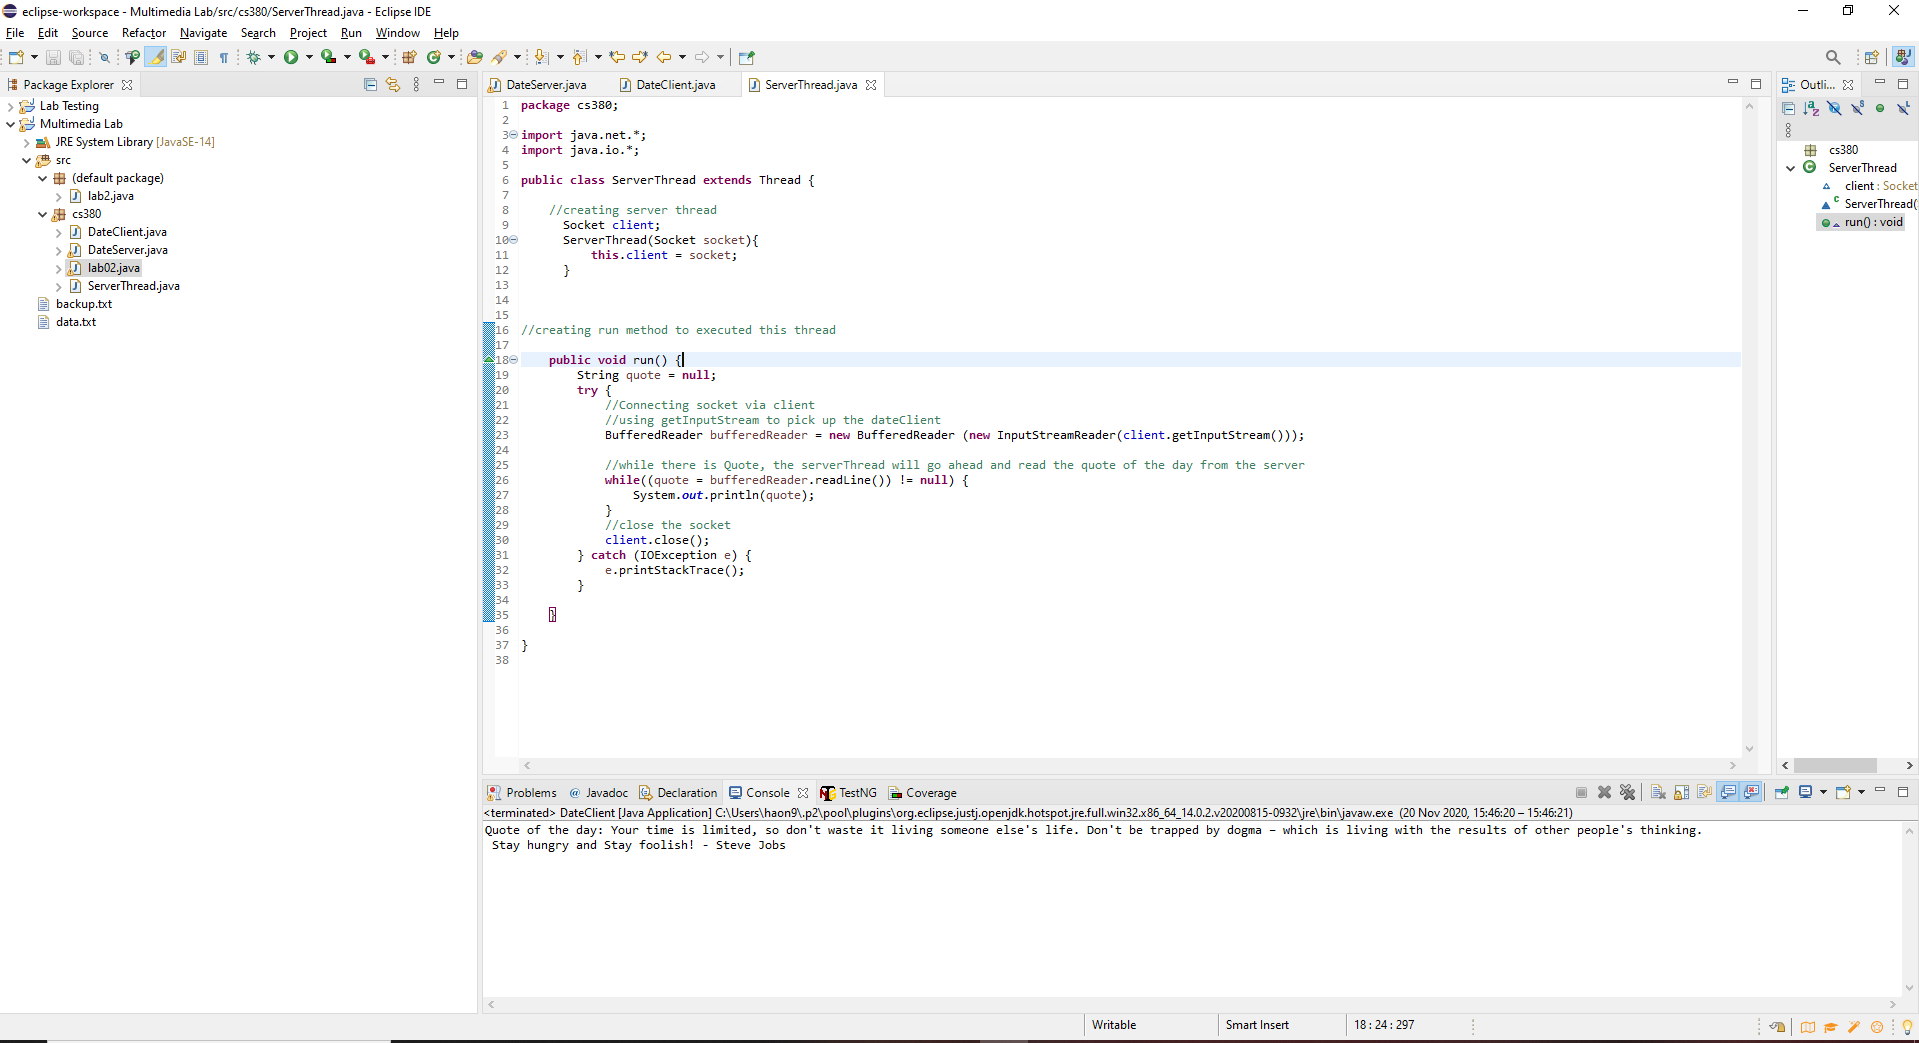 eclipse-workspace - Multimedia Lab/src/cs380/ServerThread.java - Eclipse IDE
File Edit Source Refactor Navigate Search Project Run Window Help
Package Explorer
Lab Testing
Multimedia Lab
JRE System Library [JavaSE-14]
src
(default package)
lab2.java
cs380
DateClient.java
DateServer.java
lab02.java
ServerThread.java
backup.txt
data.txt
DateServer.java DateClient.java ServerThread.java
1 package cs380;
2
3 import java.net.*;
4 import java.io.*;
5
6 public class ServerThread extends Thread {
7
8 //creating server thread
9 Socket client;
10 ServerThread(Socket socket){
11 this.client = socket;
12 }
13
14
15
16 //creating run method to executed this thread
17
18 public void run() {
19 String quote = null;
20 try {
21 //Connecting socket via client
22 //using getInputStream to pick up the dateClient
23 BufferedReader bufferedReader = new BufferedReader (new InputStreamReader(client.getInputStream()));
24
25 //while there is Quote, the serverThread will go ahead and read the quote of the day from the server
26 while((quote = bufferedReader.readLine()) != null) {
27 System.out.println(quote);
28 }
29 //close the socket
30 client.close();
31 } catch (IOException e) {
32 e.printStackTrace();
33 }
34
35 }
36
37 }
38
Outli...
cs380
ServerThread
client : Socket
ServerThread(
run() : void
Problems @ Javadoc Declaration Console TestNG Coverage
<terminated> DateClient [Java Application] C:\Users\haon9\.p2\pool\plugins\org.eclipse.justj.openjdk.hotspot.jre.full.win32.x86_64_14.0.2.v20200815-0932\jre\bin\javaw.exe (20 Nov 2020, 15:46:20 – 15:46:21)
Quote of the day: Your time is limited, so don't waste it living someone else's life. Don't be trapped by dogma – which is living with the results of other people's thinking.
Stay hungry and Stay foolish! - Steve Jobs
Writable Smart Insert 18 : 24 : 297